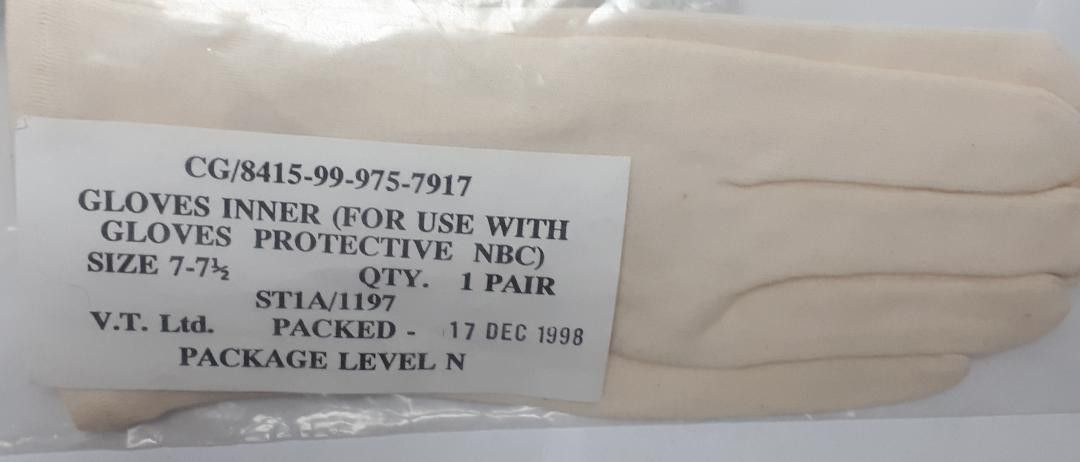 CG/8415-99-975-7917
GLOVES INNER (FOR USE WITH
GLOVES PROTECTIVE NBC)
SIZE 7-7½ QTY. 1 PAIR
ST1A/1197
V.T. Ltd. PACKED - 17 DEC 1998
PACKAGE LEVEL N